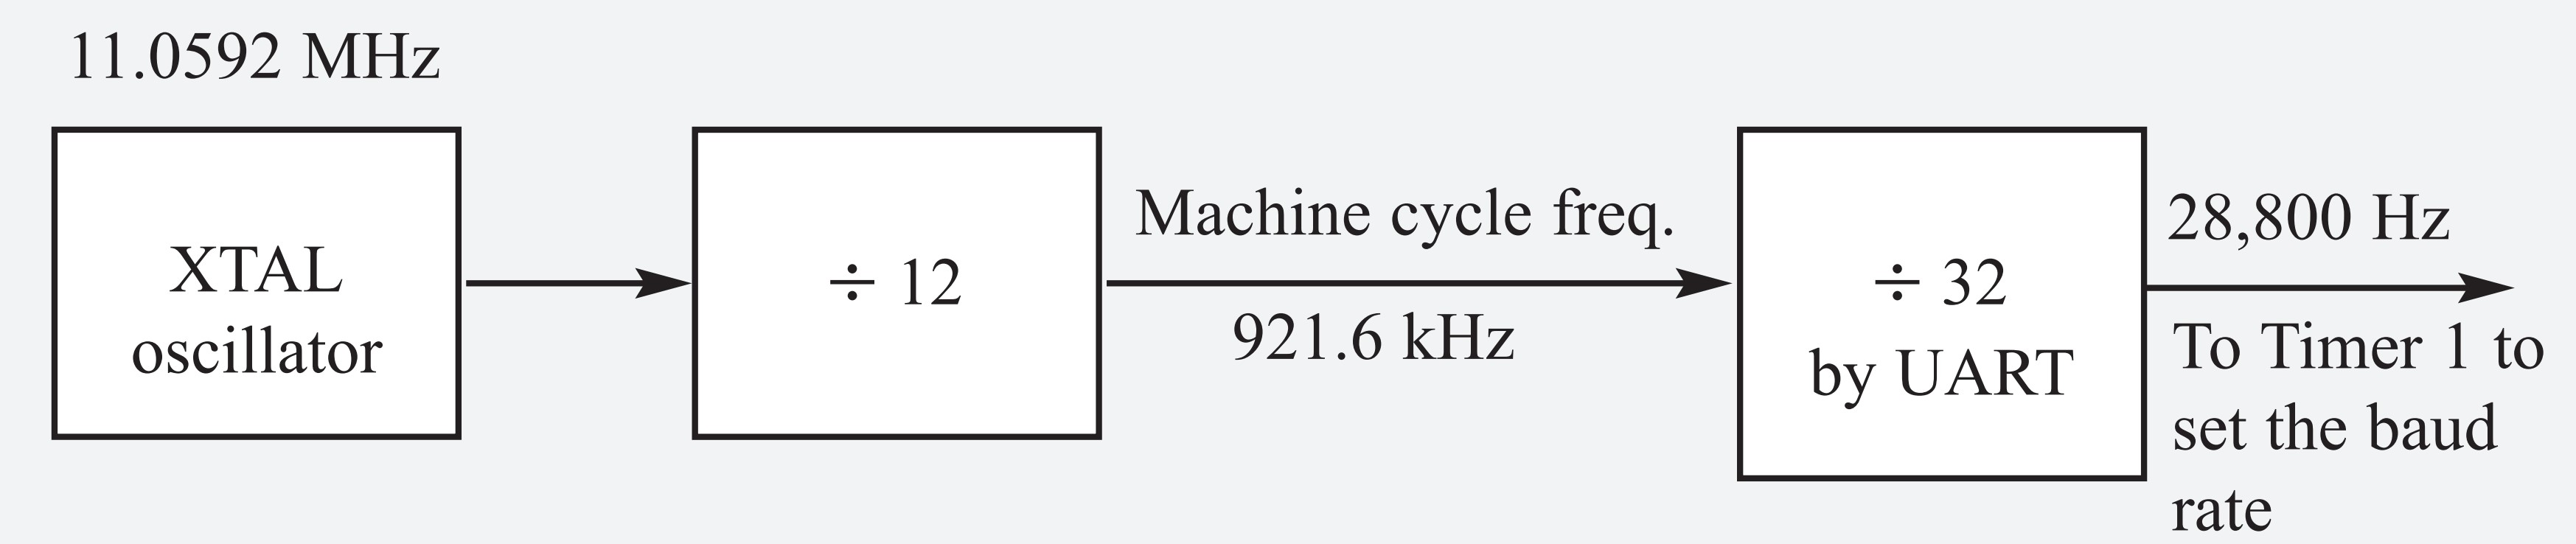 11.0592 MHz
XTAL
oscillator
÷ 12
Machine cycle freq.
921.6 kHz
÷ 32
by UART
28,800 Hz
To Timer 1 to
set the baud
rate